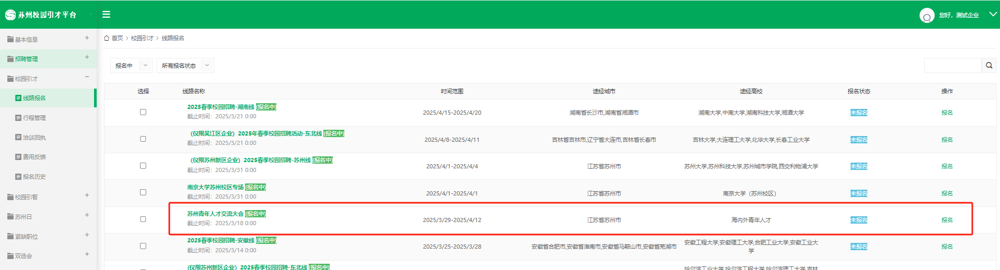 苏州校园引才平台
您好，测试企业
基本信息 +
招聘管理 +
校园引才 −
线路报名
行程管理
洽谈回执
费用反馈
报名历史
校园引智 +
苏州日 +
紧缺职位 +
双选会 +
首页 > 校园引才 > 线路报名
报名中 所有报名状态
选择 线路名称 时间范围 途经城市 途经高校 报名状态 操作
2025春季校园招聘-湖南线 (报名中)
截止时间：2025/3/21 0:00
2025/4/15-2025/4/20 湖南省长沙市,湖南省湘潭市 湖南大学,中南大学,湖南科技大学,湘潭大学 未报名 报名
（仅限吴江区企业）2025年春季校园招聘活动-东北线 (报名中)
截止时间：2025/3/21 0:00
2025/4/8-2025/4/11 吉林省吉林市,辽宁省大连市,吉林省长春市 吉林大学,大连理工大学,北华大学,长春工业大学 未报名 报名
（仅限苏州新区企业）2025春季校园招聘-苏州线 (报名中)
截止时间：2025/3/31 0:00
2025/4/1-2025/4/4 江苏省苏州市 苏州大学,苏州科技大学,苏州城市学院,西交利物浦大学 未报名 报名
南京大学苏州校区专场 (报名中)
截止时间：2025/3/31 0:00
2025/4/1-2025/4/1 江苏省苏州市 南京大学（苏州校区） 未报名 报名
苏州青年人才交流大会 (报名中)
截止时间：2025/3/18 0:00
2025/3/29-2025/4/12 江苏省苏州市 海内外青年人才 未报名 报名
2025春季校园招聘-安徽线 (报名中)
截止时间：2025/3/14 0:00
2025/3/25-2025/3/28 安徽省合肥市,安徽省淮南市,安徽省马鞍山市,安徽省芜湖市 安徽工程大学,安徽理工大学,合肥工业大学,安徽工业大
学 未报名 报名
(仅限苏州新区企业）2025春季校园招聘-东北线 (报名中)
哈尔滨工业大学,哈尔滨工程大学,哈尔滨理工大学,吉林